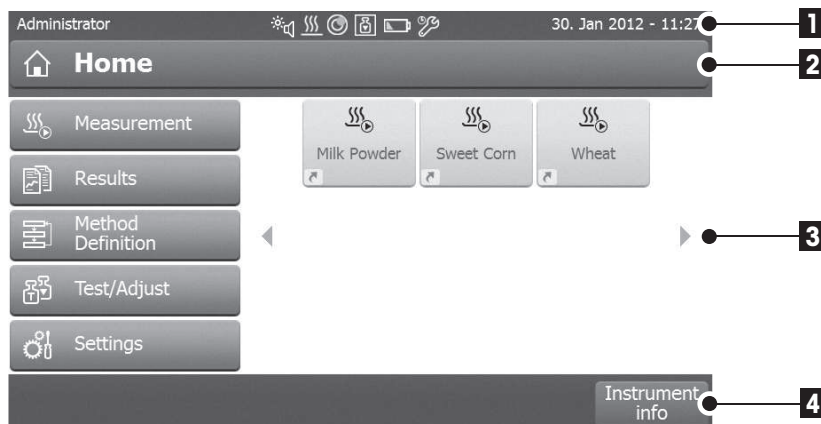 Administrator
30. Jan 2012 - 11:27
1
Home
2
Measurement
Results
Method
Definition
Test/Adjust
Settings
Milk Powder
Sweet Corn
Wheat
3
Instrument
info
4